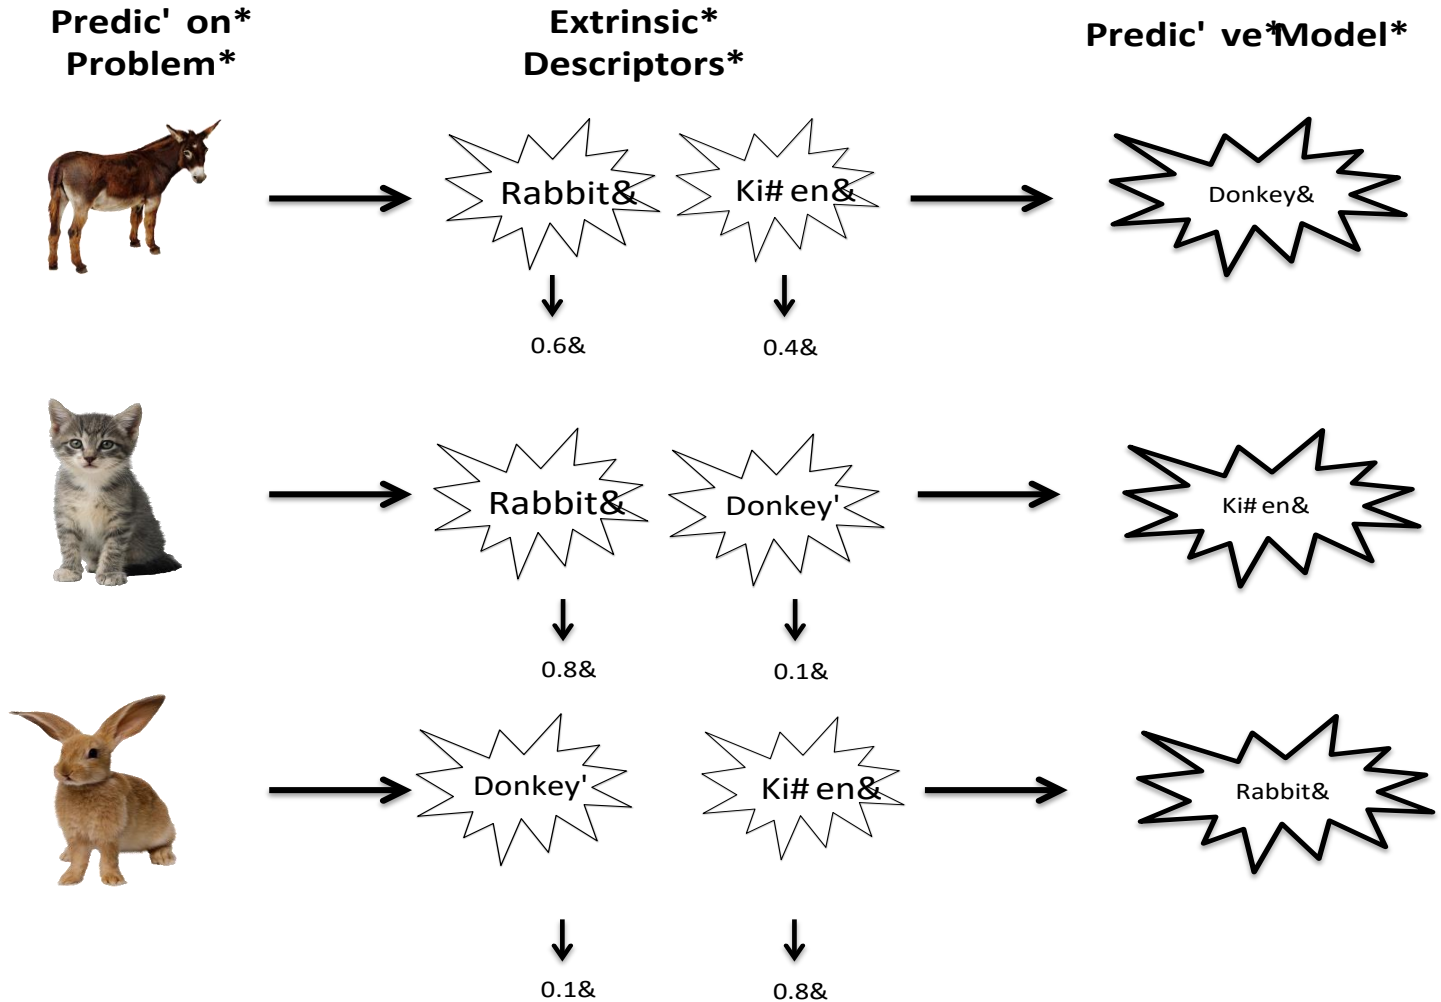 Predic' on*
Problem*
Extrinsic*
Descriptors*
Predic' ve*Model*
Rabbit&
Ki# en&
Donkey&
0.6&
0.4&
Rabbit&
Donkey'
Ki# en&
0.8&
0.1&
Donkey'
Ki# en&
Rabbit&
0.1&
0.8&